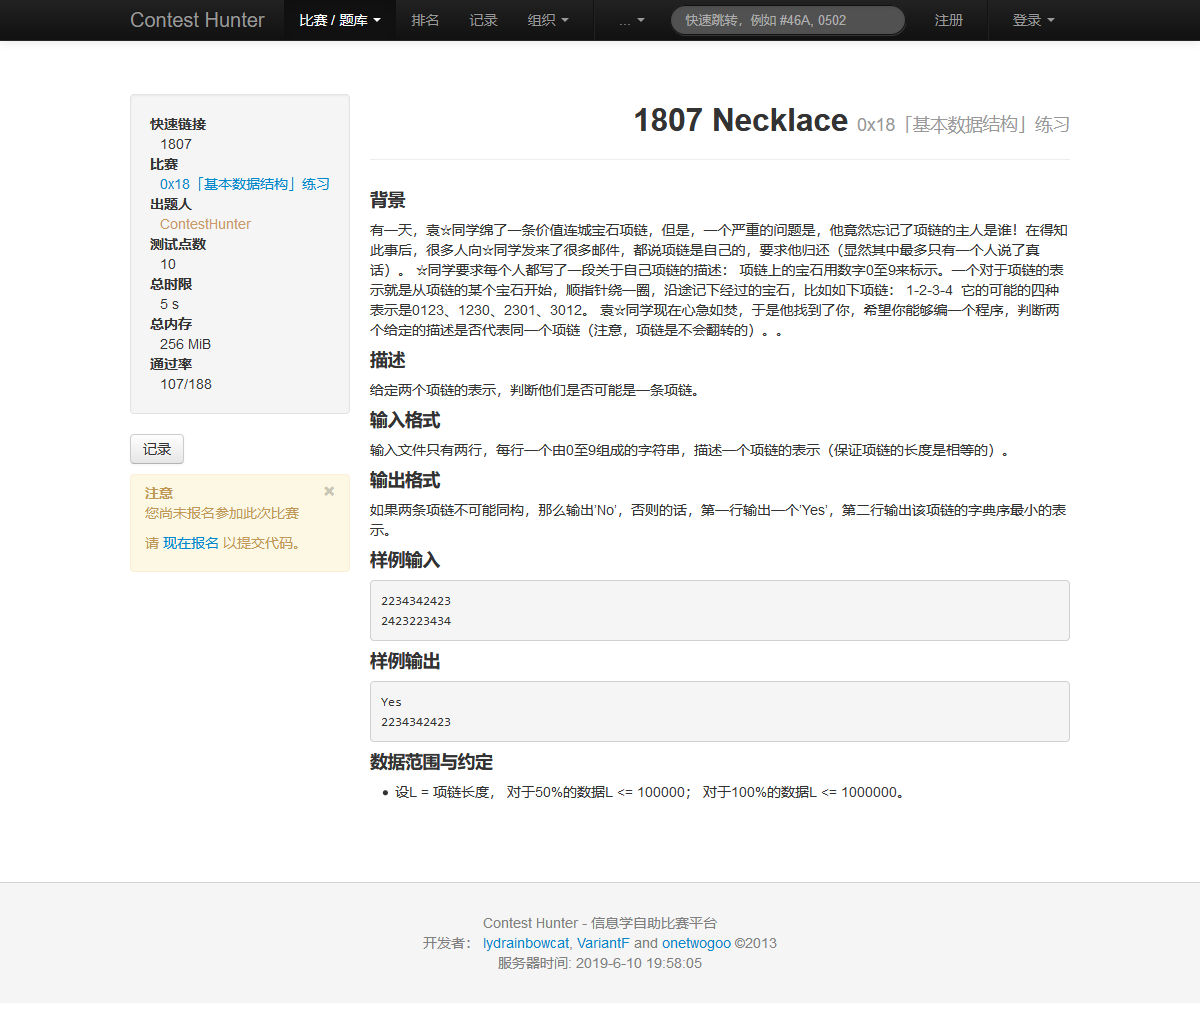 Contest Hunter 比赛 / 题库 排名 记录 组织 ... 快速跳转，例如 #46A, 0502 注册 登录
1807 Necklace 0x18「基本数据结构」练习
快速链接
1807
比赛
0x18「基本数据结构」练习
出题人
ContestHunter
测试点数
10
总时限
5 s
总内存
256 MiB
通过率
107/188
记录
注意 ×
您尚未报名参加此次比赛
请 现在报名 以提交代码。
背景
有一天，袁☆同学绵了一条价值连城宝石项链，但是，一个严重的问题是，他竟然忘记了项链的主人是谁！在得知
此事后，很多人向☆同学发来了很多邮件，都说项链是自己的，要求他归还（显然其中最多只有一个人说了真
话）。 ☆同学要求每个人都写了一段关于自己项链的描述： 项链上的宝石用数字0至9来标示。一个对于项链的表
示就是从项链的某个宝石开始，顺指针绕一圈，沿途记下经过的宝石，比如如下项链： 1-2-3-4 它的可能的四种
表示是0123、1230、2301、3012。 袁☆同学现在心急如焚，于是他找到了你，希望你能够编一个程序，判断两
个给定的描述是否代表同一个项链（注意，项链是不会翻转的）。。
描述
给定两个项链的表示，判断他们是否可能是一条项链。
输入格式
输入文件只有两行，每行一个由0至9组成的字符串，描述一个项链的表示（保证项链的长度是相等的）。
输出格式
如果两条项链不可能同构，那么输出’No’，否则的话，第一行输出一个’Yes’，第二行输出该项链的字典序最小的表
示。
样例输入
2234342423
2423223434
样例输出
Yes
2234342423
数据范围与约定
• 设L = 项链长度， 对于50%的数据L <= 100000； 对于100%的数据L <= 1000000。
Contest Hunter - 信息学自助比赛平台
开发者： lydrainbowcat, VariantF and onetwogoo ©2013
服务器时间: 2019-6-10 19:58:05